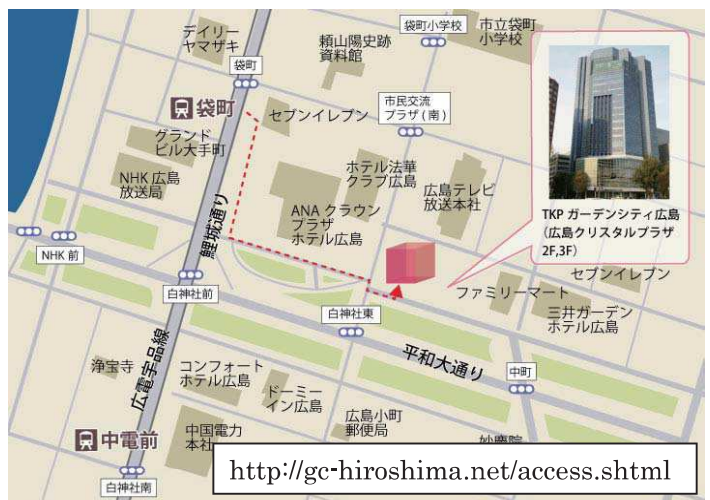 デイリー
ヤマザキ
頼山陽史跡
資料館
袋町小学校
市立袋町
小学校
袋町
袋町
セブンイレブン
市民交流
プラザ(南)
グランド
ビル大手町
NHK 広島
放送局
鯉城通り
ANA クラウン
プラザ
ホテル広島
ホテル法華
クラブ広島
広島テレビ
放送本社
TKP ガーデンシティ広島
(広島クリスタルプラザ
2F,3F)
NHK 前
白神社前
白神社東
セブンイレブン
ファミリーマート
三井ガーデン
ホテル広島
平和大通り
中町
広電宇品線
浄宝寺
コンフォート
ホテル広島
ドーミー
イン広島
広島小町
郵便局
中電前
中国電力
本社
妙慶院
白神社南
http://gc-hiroshima.net/access.shtml